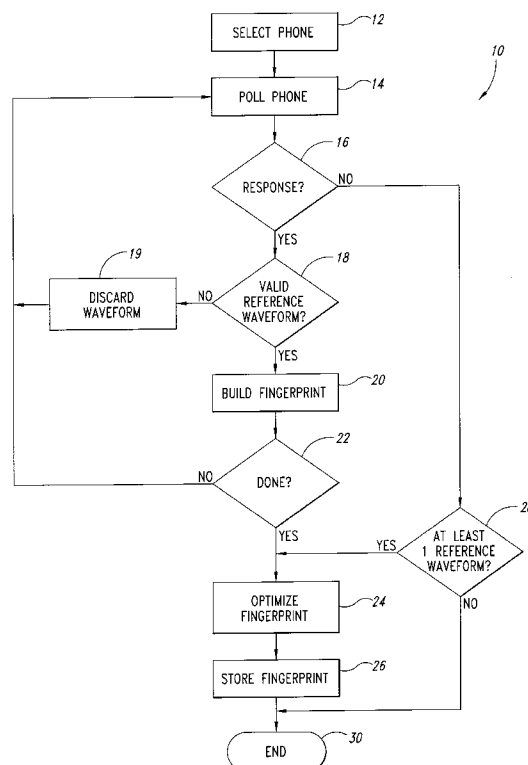 12
SELECT PHONE
10
14
POLL PHONE
16
RESPONSE?
NO
YES
19
18
DISCARD
WAVEFORM
NO
VALID
REFERENCE
WAVEFORM?
YES
20
BUILD FINGERPRINT
22
NO
DONE?
YES
YES
AT LEAST
1 REFERENCE
WAVEFORM?
NO
OPTIMIZE
FINGERPRINT
24
STORE FINGERPRINT
26
END
30